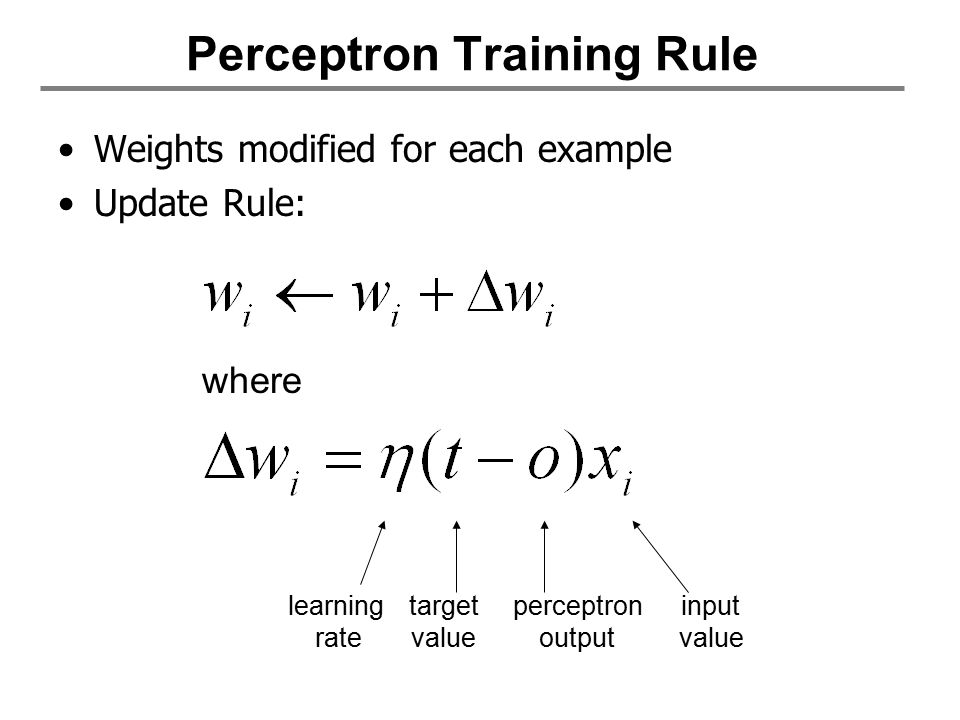 Perceptron Training Rule
• Weights modified for each example
• Update Rule:
wᵢ ← wᵢ + Δwᵢ
where
Δwᵢ = η(t − o)xᵢ
learning target perceptron input
rate value output value